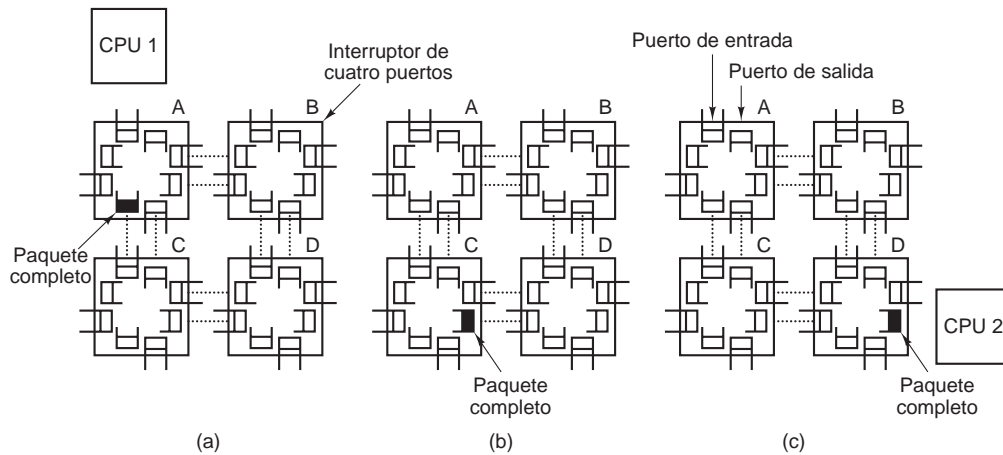 CPU 1
Interruptor de
cuatro puertos
Puerto de entrada
Puerto de salida
A
B
A
B
A
B
Paquete
completo
C
D
C
D
C
D
CPU 2
Paquete
completo
Paquete
completo
(a)
(b)
(c)